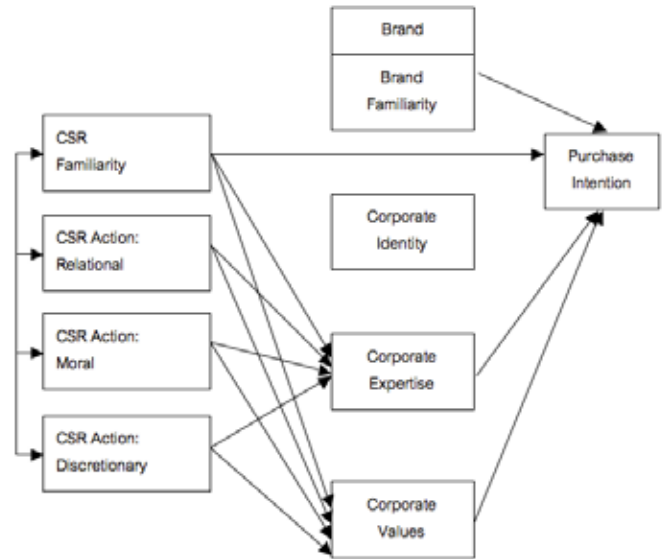 Brand
Brand
Familiarity
CSR
Familiarity
Purchase
Intention
CSR Action:
Relational
Corporate
Identity
CSR Action:
Moral
Corporate
Expertise
CSR Action:
Discretionary
Corporate
Values